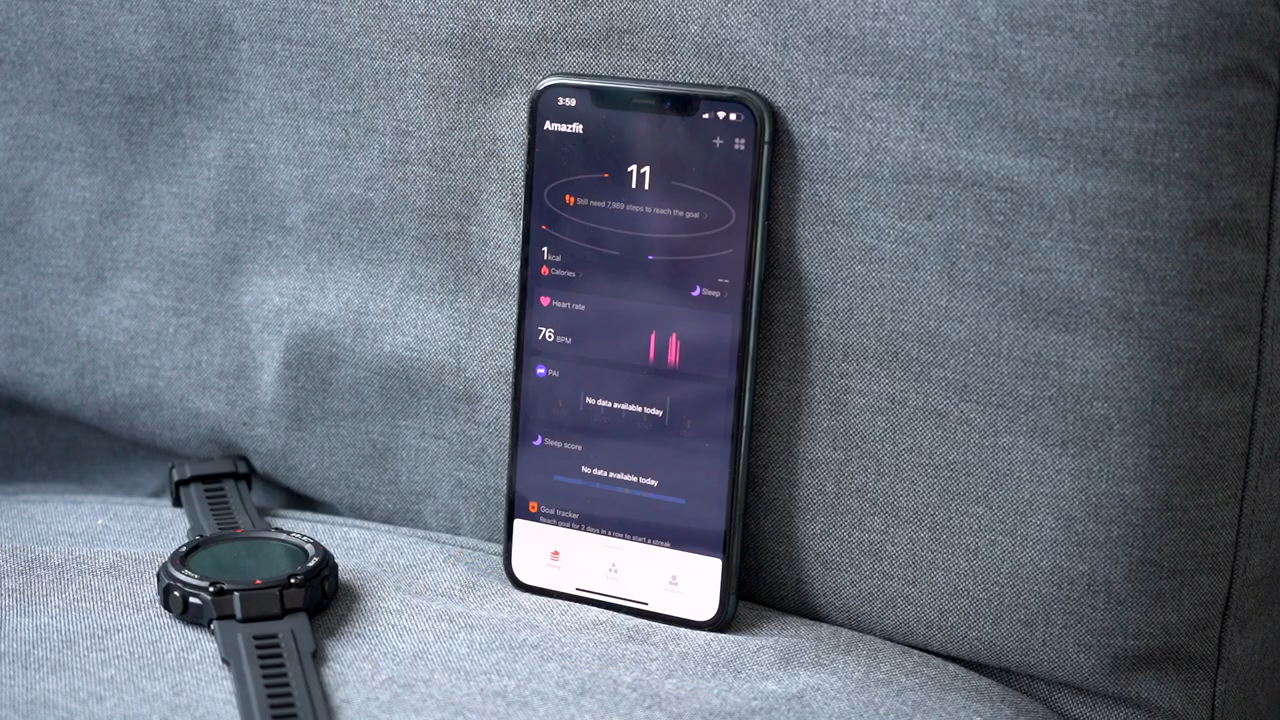 3:59
Amazfit
11
Still need 7,989 steps to reach the goal
1kcal
Calories
--
Sleep
Heart rate
76 BPM
PAI
No data available today
Sleep score
No data available today
Goal tracker
Reach goal for 2 days in a row to start a streak
Home